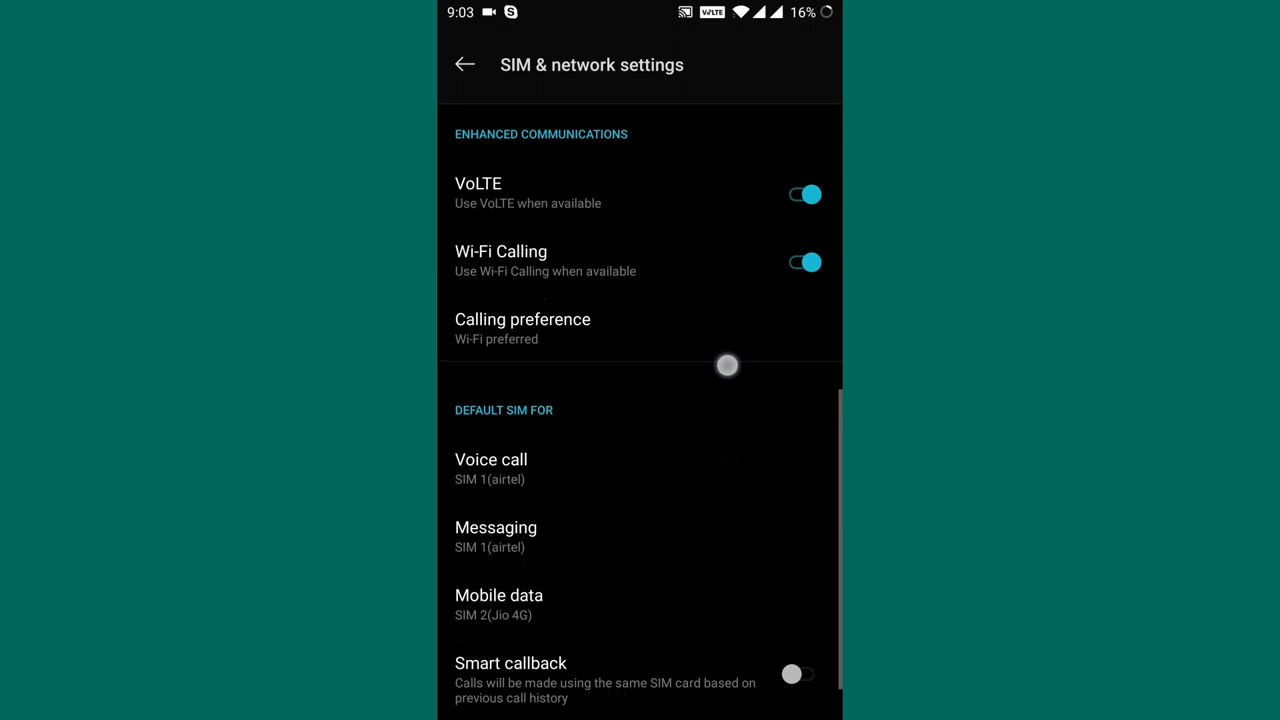 9:03
VoLTE
16%
SIM & network settings
ENHANCED COMMUNICATIONS
VoLTE
Use VoLTE when available
Wi-Fi Calling
Use Wi-Fi Calling when available
Calling preference
Wi-Fi preferred
DEFAULT SIM FOR
Voice call
SIM 1(airtel)
Messaging
SIM 1(airtel)
Mobile data
SIM 2(Jio 4G)
Smart callback
Calls will be made using the same SIM card based on
previous call history